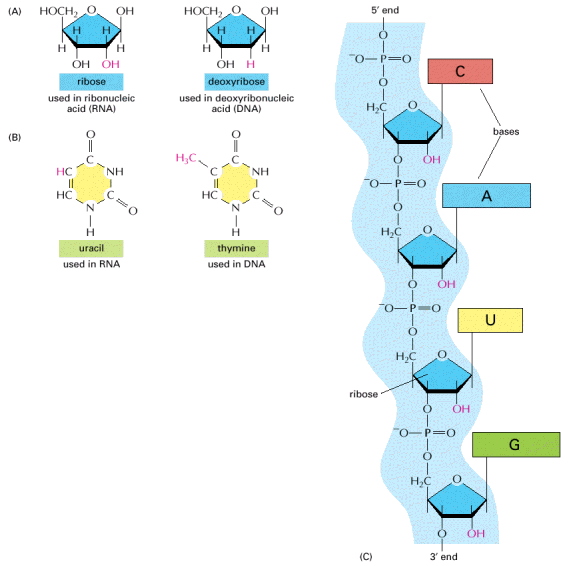 (A)
HOCH₂ O OH
H H
H H
OH OH
ribose
used in ribonucleic
acid (RNA)
HOCH₂ O OH
H H
H H
OH H
deoxyribose
used in deoxyribonucleic
acid (DNA)
(B)
O
C
HC NH
HC C
N O
H
uracil
used in RNA
O
H₃C C
C NH
HC C
N O
H
thymine
used in DNA
5′ end
O
⁻O—P=O
O
H₂C
O
C
bases
O OH
⁻O—P=O
O
H₂C
O
A
O OH
⁻O—P=O
O
H₂C
O
U
ribose
O OH
⁻O—P=O
O
H₂C
O
G
O OH
3′ end
(C)